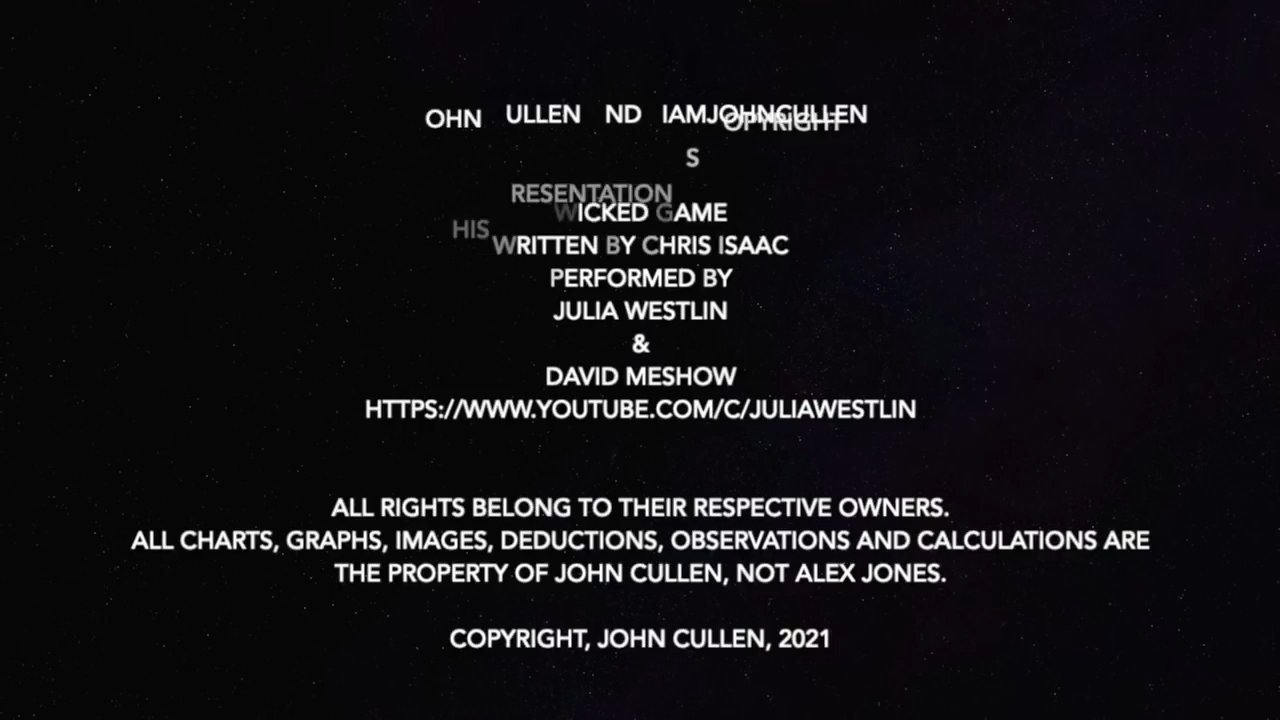 OHN ULLEN ND IAMJOHNCULLEN
OPYRIGHT
S
RESENTATION
WICKED GAME
HIS
WRITTEN BY CHRIS ISAAC
PERFORMED BY
JULIA WESTLIN
&
DAVID MESHOW
HTTPS://WWW.YOUTUBE.COM/C/JULIAWESTLIN
ALL RIGHTS BELONG TO THEIR RESPECTIVE OWNERS.
ALL CHARTS, GRAPHS, IMAGES, DEDUCTIONS, OBSERVATIONS AND CALCULATIONS ARE
THE PROPERTY OF JOHN CULLEN, NOT ALEX JONES.
COPYRIGHT, JOHN CULLEN, 2021